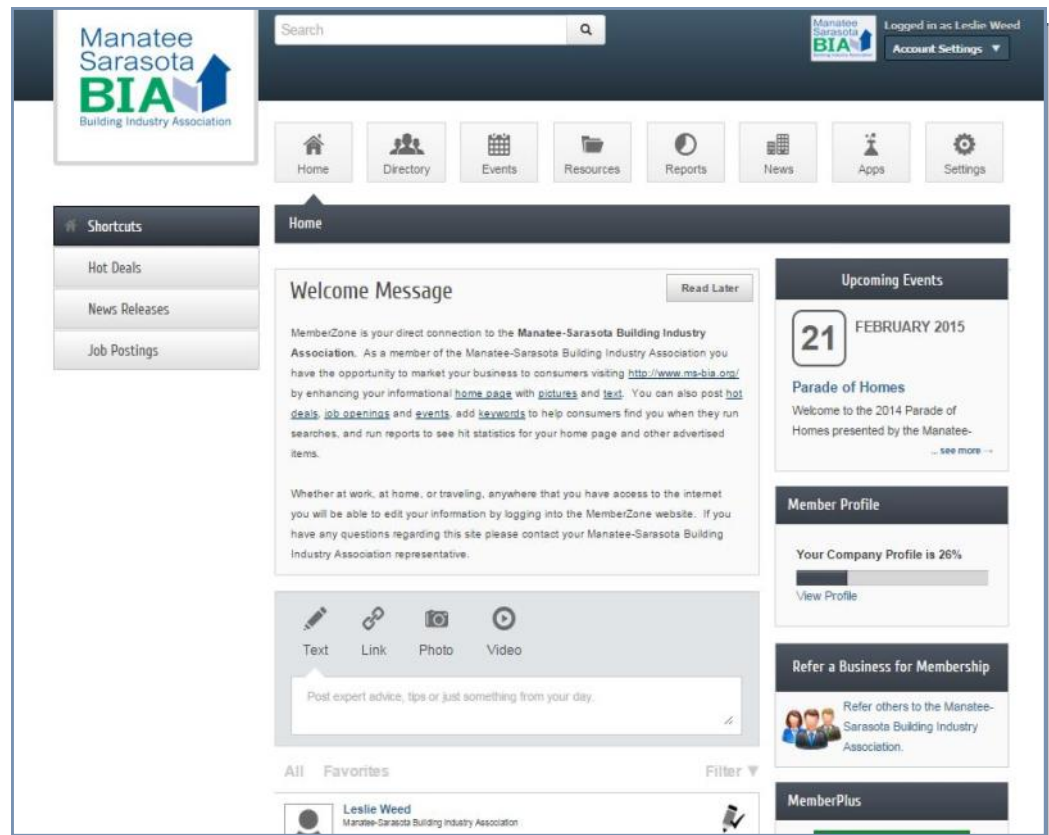 Manatee
Sarasota
BIA
Building Industry Association
Search
Manatee
Sarasota
BIA
Logged in as Leslie Weed
Account Settings ▼
Home
Directory
Events
Resources
Reports
News
Apps
Settings
Shortcuts
Hot Deals
News Releases
Job Postings
Home
Welcome Message
Read Later
MemberZone is your direct connection to the Manatee-Sarasota Building Industry
Association. As a member of the Manatee-Sarasota Building Industry Association you
have the opportunity to market your business to consumers visiting http://www.ms-bia.org/
by enhancing your informational home page with pictures and text. You can also post hot
deals, job openings and events, add keywords to help consumers find you when they run
searches, and run reports to see hit statistics for your home page and other advertised
items.
Whether at work, at home, or traveling, anywhere that you have access to the internet
you will be able to edit your information by logging into the MemberZone website. If you
have any questions regarding this site please contact your Manatee-Sarasota Building
Industry Association representative.
Text
Link
Photo
Video
Post expert advice, tips or just something from your day.
All Favorites
Filter ▼
Leslie Weed
Manatee-Sarasota Building Industry Association
Upcoming Events
21
FEBRUARY 2015
Parade of Homes
Welcome to the 2014 Parade of
Homes presented by the Manatee-
... see more →
Member Profile
Your Company Profile is 26%
View Profile
Refer a Business for Membership
Refer others to the Manatee-
Sarasota Building Industry
Association.
MemberPlus